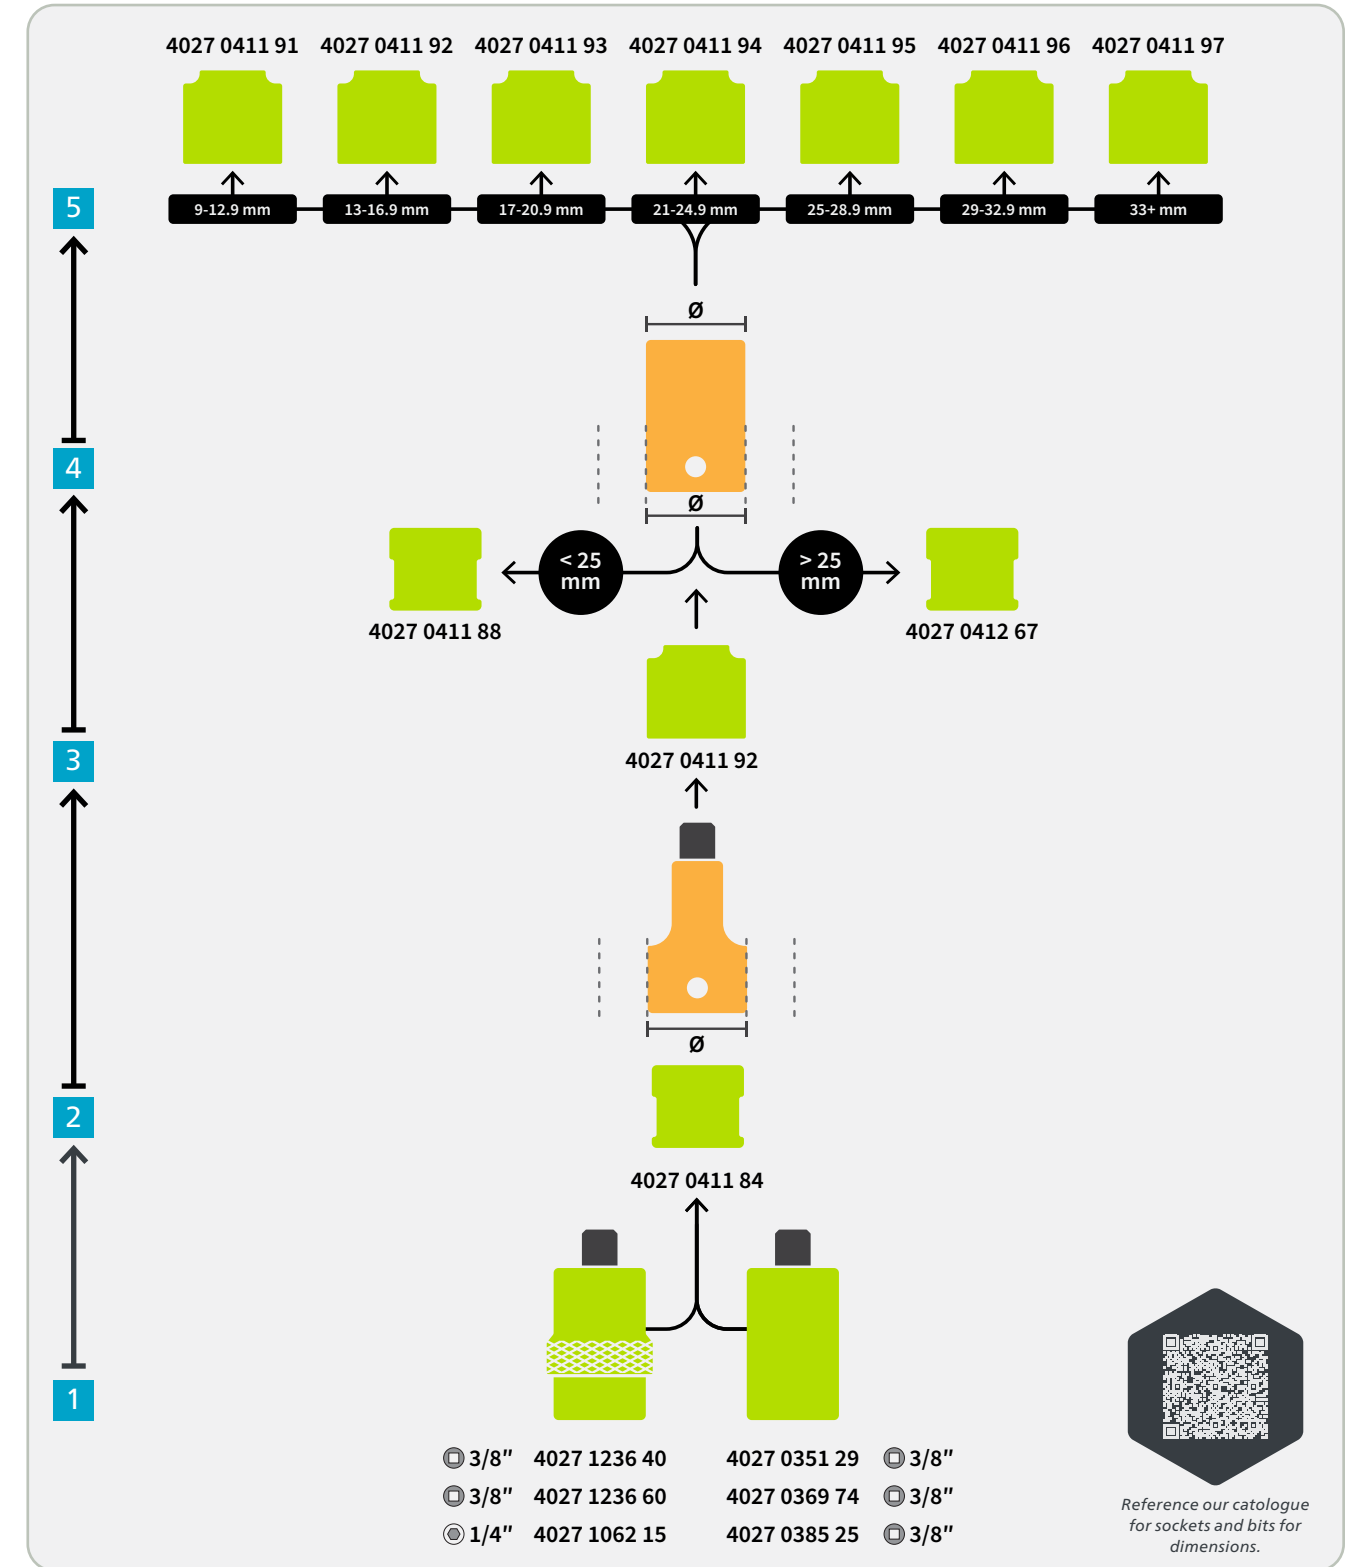 4027 0411 91 4027 0411 92 4027 0411 93 4027 0411 94 4027 0411 95 4027 0411 96 4027 0411 97
5 9-12.9 mm 13-16.9 mm 17-20.9 mm 21-24.9 mm 25-28.9 mm 29-32.9 mm 33+ mm
Ø
4
Ø
< 25 > 25
mm mm
4027 0411 88 4027 0412 67
3 4027 0411 92
Ø
2
4027 0411 84
1
3/8" 4027 1236 40 4027 0351 29 3/8"
3/8" 4027 1236 60 4027 0369 74 3/8"
1/4" 4027 1062 15 4027 0385 25 3/8"
Reference our catologue
for sockets and bits for
dimensions.